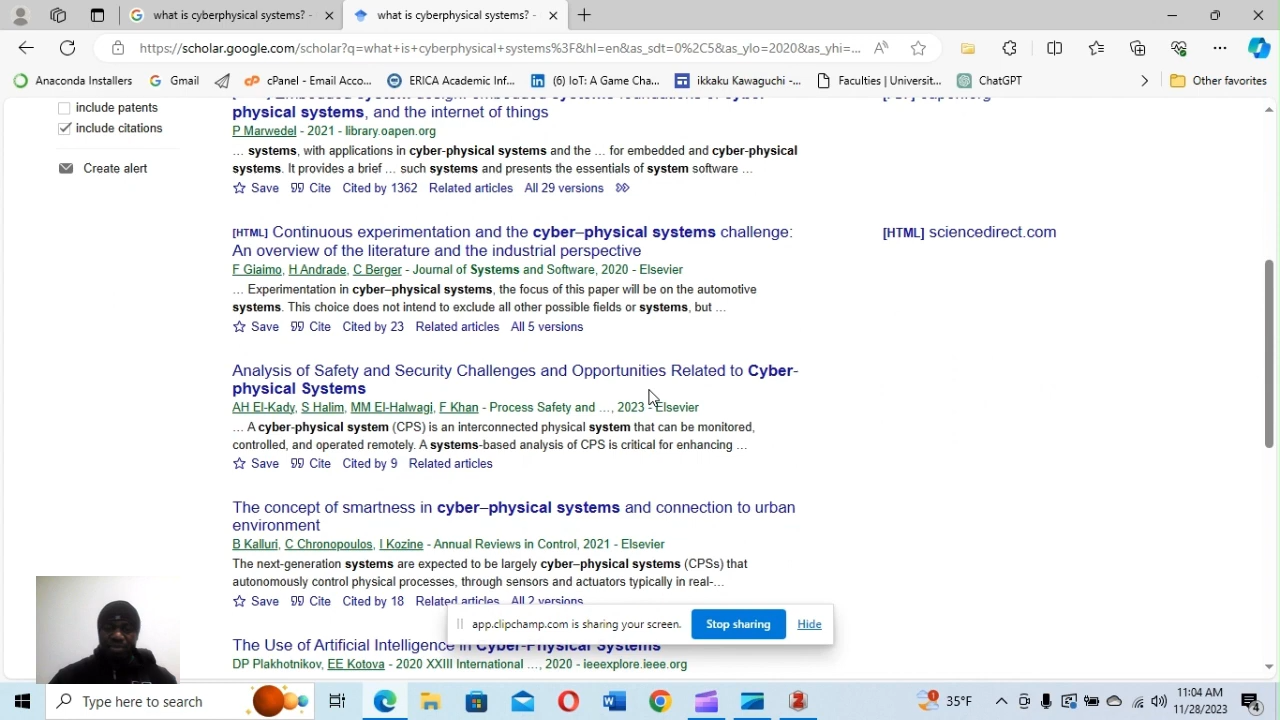 what is cyberphysical systems?
what is systems? -
https://scholar.google.com/scholar?q=what+is+cyberphysical+systems%3F&hl=en&as_sdt=0%2C5&as_ylo=2020&as_yhi=...
Anaconda Installers
Gmail
cPanel - Email Acco...
ERICA Academic Inf...
(6) IoT: A Game Cha...
ikkaku Kawaguchi -...
Faculties | Universit...
ChatGPT
Other favorites
include patents
include citations
Create alert
physical systems, and the internet of things
P Marwedel - 2021 - library.oapen.org
... systems, with applications in cyber-physical systems and the ... for embedded and cyber-physical
systems. It provides a brief ... such systems and presents the essentials of system software ...
Save Cite Cited by 1362 Related articles All 29 versions
[HTML] Continuous experimentation and the cyber–physical systems challenge:
An overview of the literature and the industrial perspective
[HTML] sciencedirect.com
F Giaimo, H Andrade, C Berger - Journal of Systems and Software, 2020 - Elsevier
... Experimentation in cyber–physical systems, the focus of this paper will be on the automotive
systems. This choice does not intend to exclude all other possible fields or systems, but ...
Save Cite Cited by 23 Related articles All 5 versions
Analysis of Safety and Security Challenges and Opportunities Related to Cyber-
physical Systems
AH El-Kady, S Halim, MM El-Halwagi, F Khan - Process Safety and ..., 2023 - Elsevier
... A cyber-physical system (CPS) is an interconnected physical system that can be monitored,
controlled, and operated remotely. A systems-based analysis of CPS is critical for enhancing ...
Save Cite Cited by 9 Related articles
The concept of smartness in cyber–physical systems and connection to urban
environment
B Kalluri, C Chronopoulos, I Kozine - Annual Reviews in Control, 2021 - Elsevier
The next-generation systems are expected to be largely cyber–physical systems (CPSs) that
autonomously control physical processes, through sensors and actuators typically in real-...
Save Cite Cited by 18 Related articles All 2 versions
app.clipchamp.com is sharing your screen.
Stop sharing
Hide
The Use of Artificial Intelligence in Cyber-Physical Systems
DP Plakhotnikov, EE Kotova - 2020 XXIII International ..., 2020 - ieeexplore.ieee.org
Type here to search
35°F
11:04 AM
11/28/2023